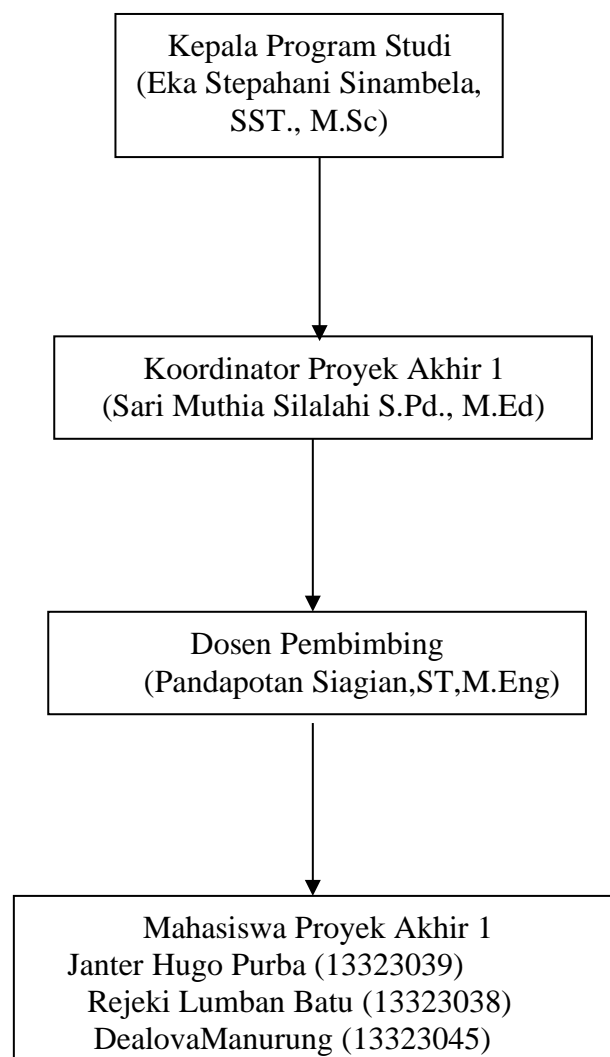 Kepala Program Studi
(Eka Stepahani Sinambela,
SST., M.Sc)
Koordinator Proyek Akhir 1
(Sari Muthia Silalahi S.Pd., M.Ed)
Dosen Pembimbing
(Pandapotan Siagian,ST,M.Eng)
Mahasiswa Proyek Akhir 1
Janter Hugo Purba (13323039)
Rejeki Lumban Batu (13323038)
DealovaManurung (13323045)